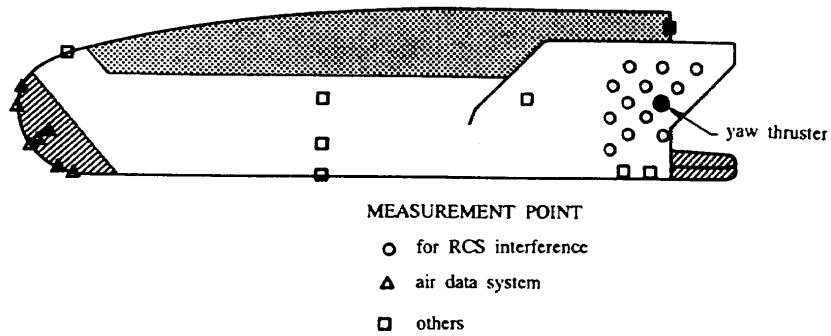 yaw thruster
MEASUREMENT POINT
for RCS interference
air data system
others